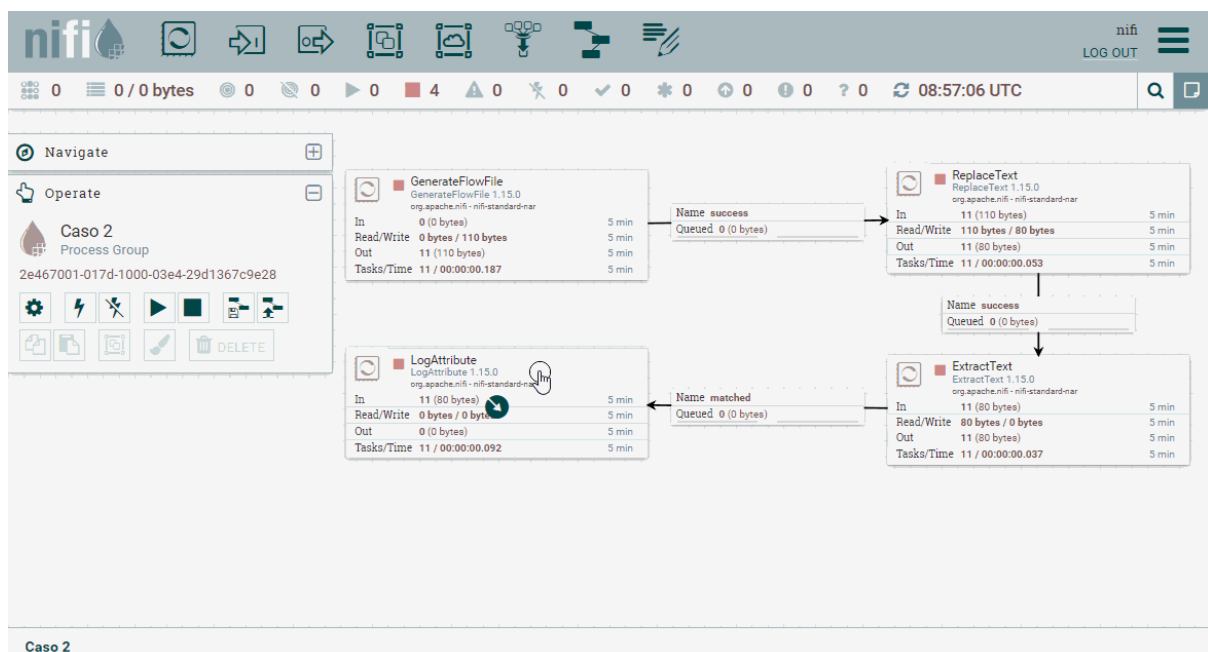 nifi
nifi
LOG OUT
0
0 / 0 bytes
0
0
0
4
0
0
0
0
0
0
? 0
08:57:06 UTC
Navigate
Operate
Caso 2
Process Group
2e467001-017d-1000-03e4-29d1367c9e28
DELETE
GenerateFlowFile
GenerateFlowFile 1.15.0
org.apache.nifi - nifi-standard-nar
In 0 (0 bytes) 5 min
Read/Write 0 bytes / 110 bytes 5 min
Out 11 (110 bytes) 5 min
Tasks/Time 11 / 00:00:00.187 5 min
Name success
Queued 0 (0 bytes)
ReplaceText
ReplaceText 1.15.0
org.apache.nifi - nifi-standard-nar
In 11 (110 bytes) 5 min
Read/Write 110 bytes / 80 bytes 5 min
Out 11 (80 bytes) 5 min
Tasks/Time 11 / 00:00:00.053 5 min
Name success
Queued 0 (0 bytes)
ExtractText
ExtractText 1.15.0
org.apache.nifi - nifi-standard-nar
In 11 (80 bytes) 5 min
Read/Write 80 bytes / 0 bytes 5 min
Out 11 (80 bytes) 5 min
Tasks/Time 11 / 00:00:00.037 5 min
Name matched
Queued 0 (0 bytes)
LogAttribute
LogAttribute 1.15.0
org.apache.nifi - nifi-standard-nar
In 11 (80 bytes) 5 min
Read/Write 0 bytes / 0 bytes 5 min
Out 0 (0 bytes) 5 min
Tasks/Time 11 / 00:00:00.092 5 min
Caso 2